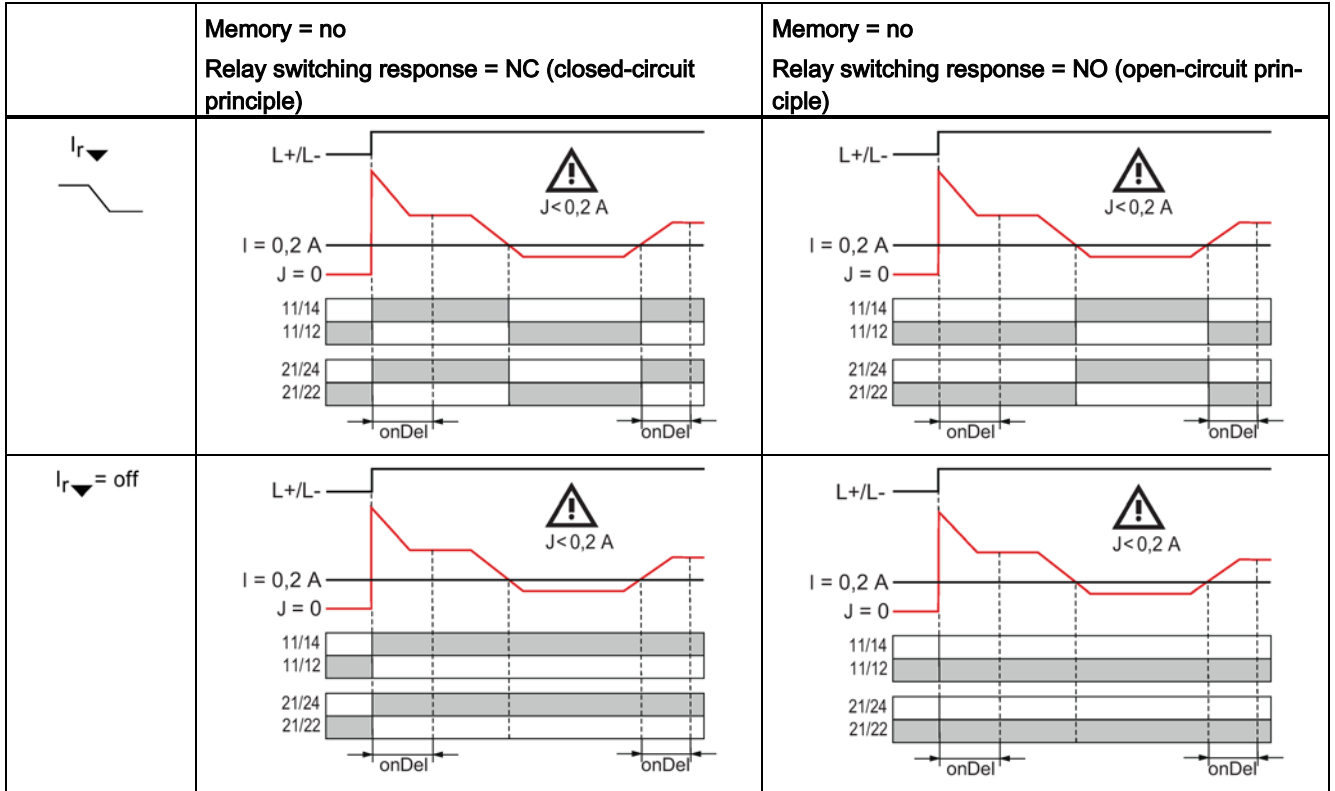 Memory = no
Relay switching response = NC (closed-circuit
principle)
Memory = no
Relay switching response = NO (open-circuit prin-
ciple)
Ir▼
L+/L-
J<0,2 A
I = 0,2 A
J = 0
11/14
11/12
21/24
21/22
onDel
onDel
L+/L-
J<0,2 A
I = 0,2 A
J = 0
11/14
11/12
21/24
21/22
onDel
onDel
Ir▼= off
L+/L-
J<0,2 A
I = 0,2 A
J = 0
11/14
11/12
21/24
21/22
onDel
onDel
L+/L-
J<0,2 A
I = 0,2 A
J = 0
11/14
11/12
21/24
21/22
onDel
onDel